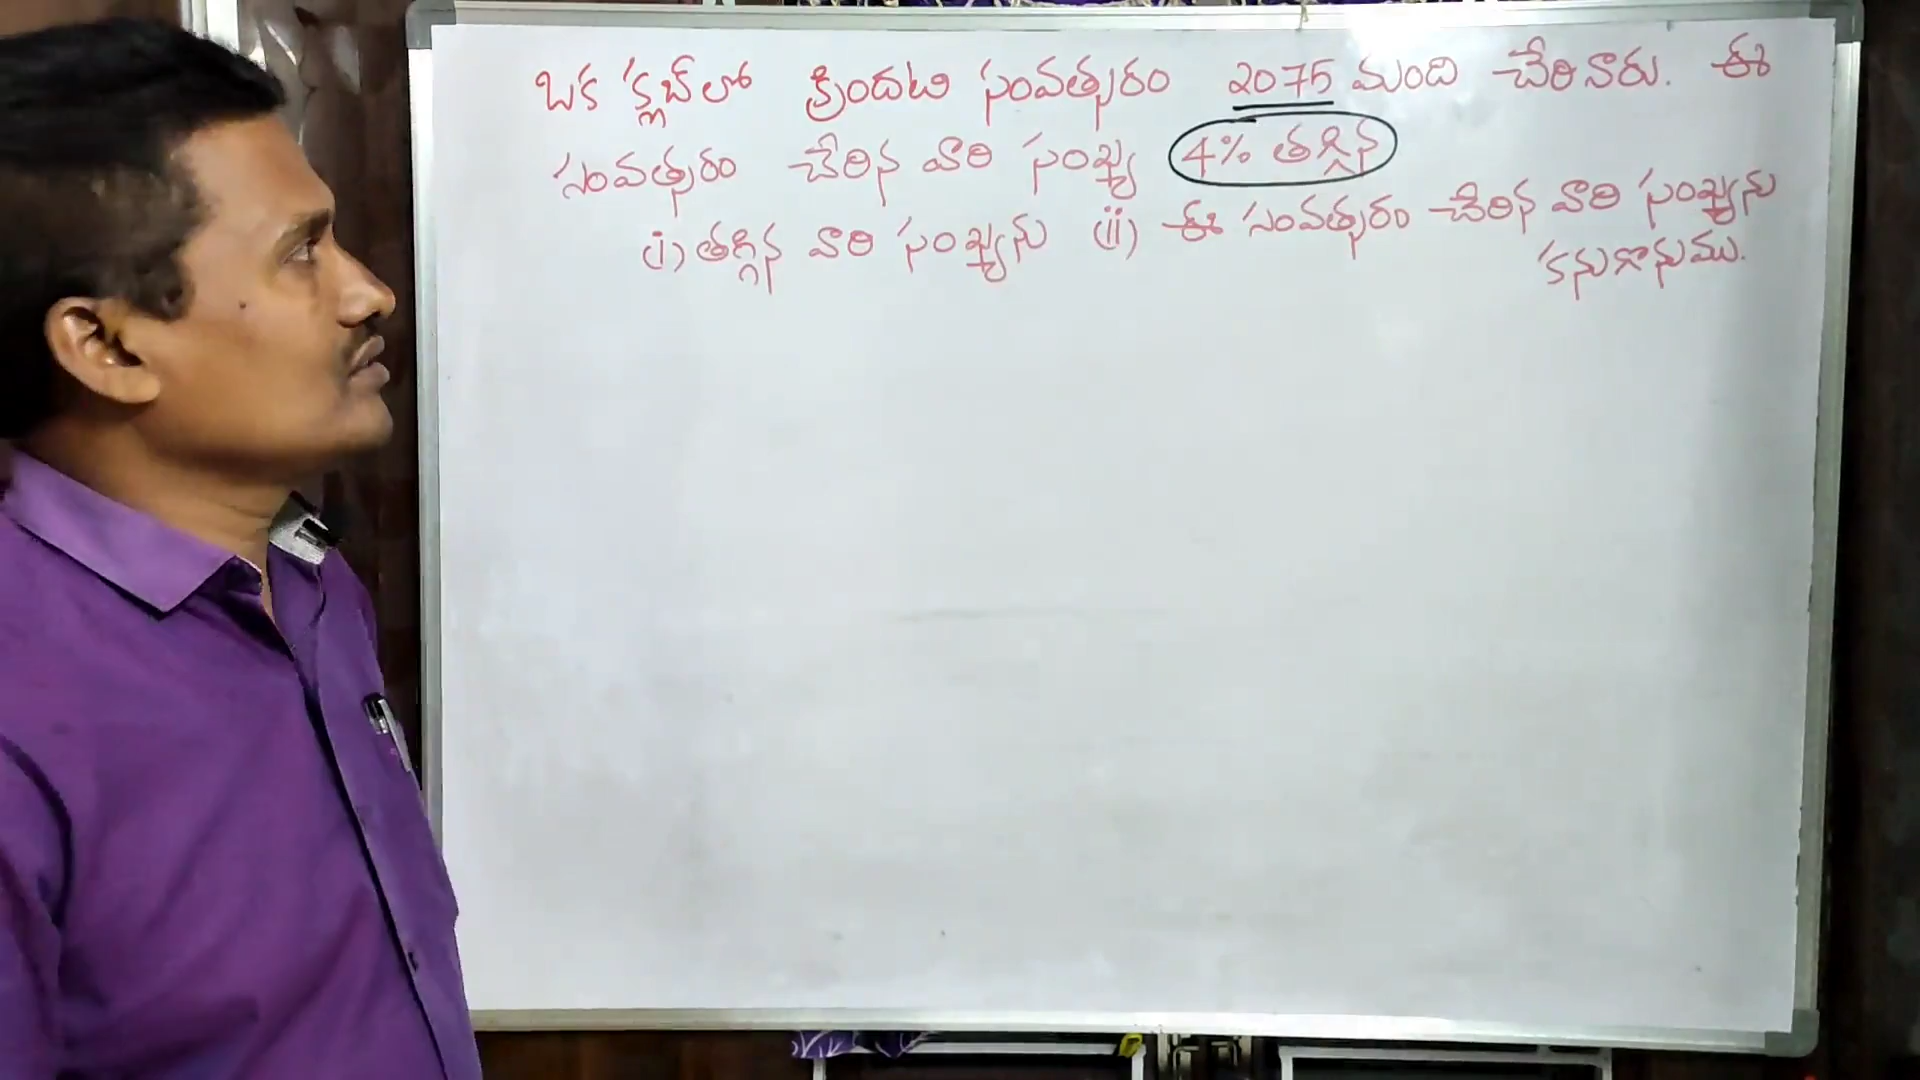 ఒక క్లబ్‌లో క్రిందటి సంవత్సరం 2075 మంది చేరినారు. ఈ
సంవత్సరం చేరిన వారి సంఖ్య 4% తగ్గిన
(i) తగ్గిన వారి సంఖ్యను (ii) ఈ సంవత్సరం చేరిన వారి సంఖ్యను
కనుగొనుము.